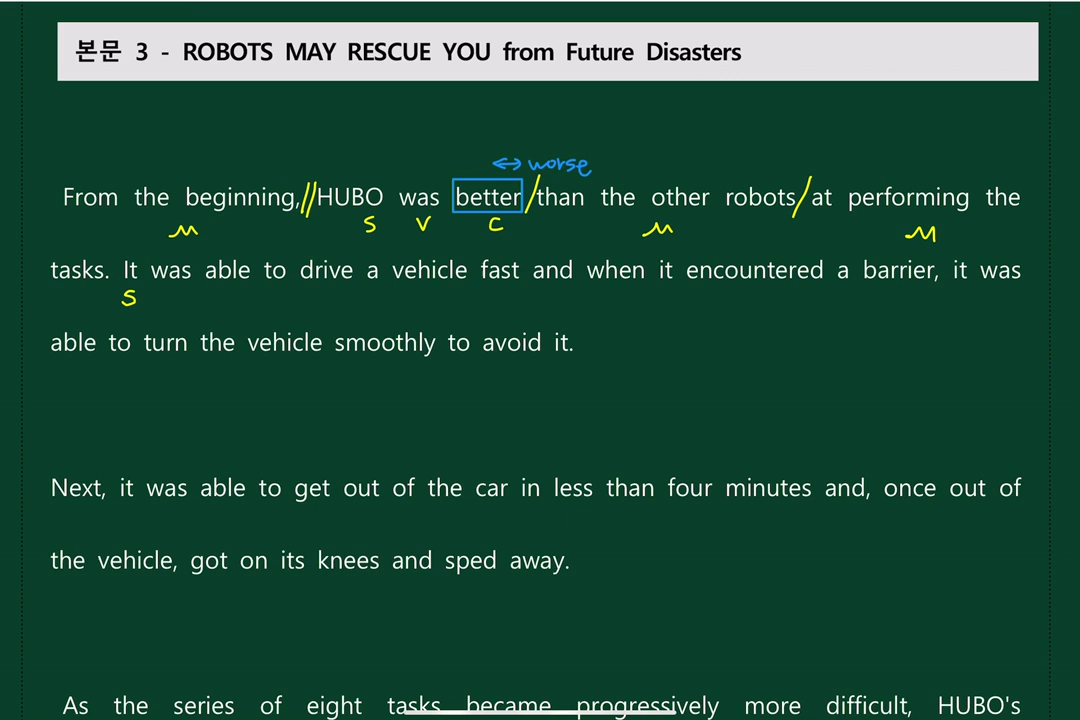 본문 3 - ROBOTS MAY RESCUE YOU from Future Disasters
↔ worse
From the beginning,//HUBO was better/than the other robots/at performing the
M S V C M M
tasks. It was able to drive a vehicle fast and when it encountered a barrier, it was
S
able to turn the vehicle smoothly to avoid it.
Next, it was able to get out of the car in less than four minutes and, once out of
the vehicle, got on its knees and sped away.
As the series of eight tasks became progressively more difficult, HUBO's